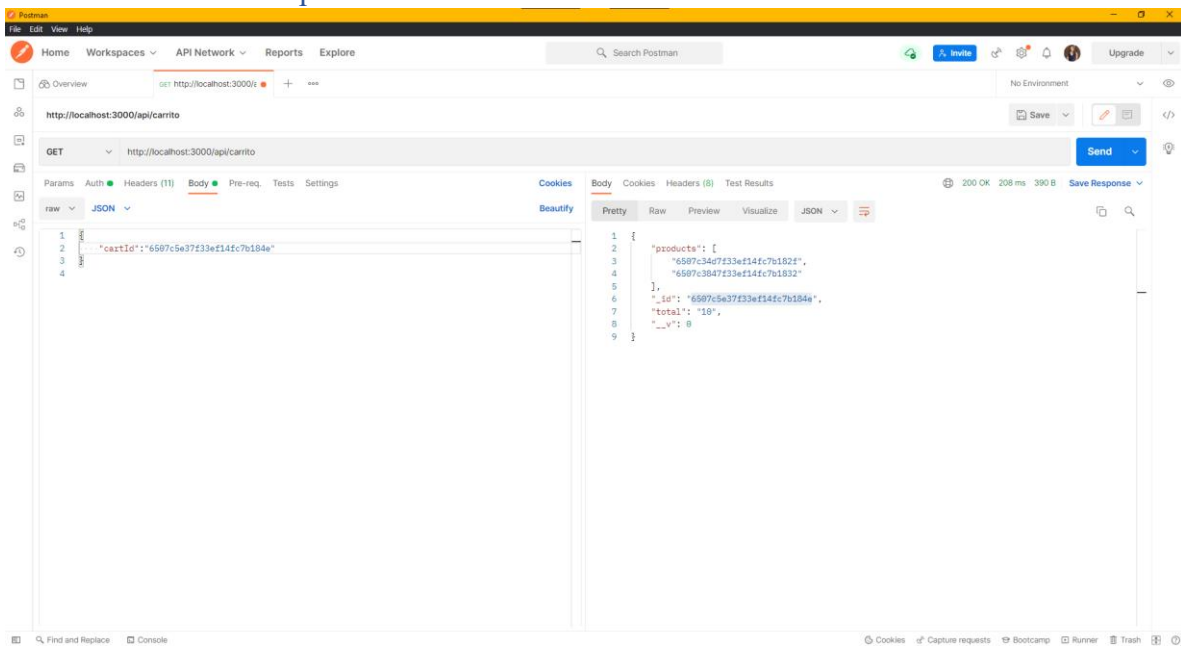 Postman
File Edit View Help
Home Workspaces API Network Reports Explore
Search Postman
Invite
Upgrade
Overview
GET http://localhost:3000/a
No Environment
http://localhost:3000/api/carrito
Save
GET http://localhost:3000/api/carrito
Send
Params Auth Headers (11) Body Pre-req. Tests Settings
Cookies
raw JSON
Beautify
1 {
2 "cartId":"6507c5e37f33ef14fc7b184e"
3 }
4
Body Cookies Headers (8) Test Results
200 OK 208 ms 390 B Save Response
Pretty Raw Preview Visualize JSON
1 {
2 "products": [
3 "6507c34d7f33ef14fc7b182f",
4 "6507c3847f33ef14fc7b1832"
5 ],
6 "_id": "6507c5e37f33ef14fc7b184e",
7 "total": "10",
8 "__v": 0
9 }
Find and Replace Console
Cookies Capture requests Bootcamp Runner Trash